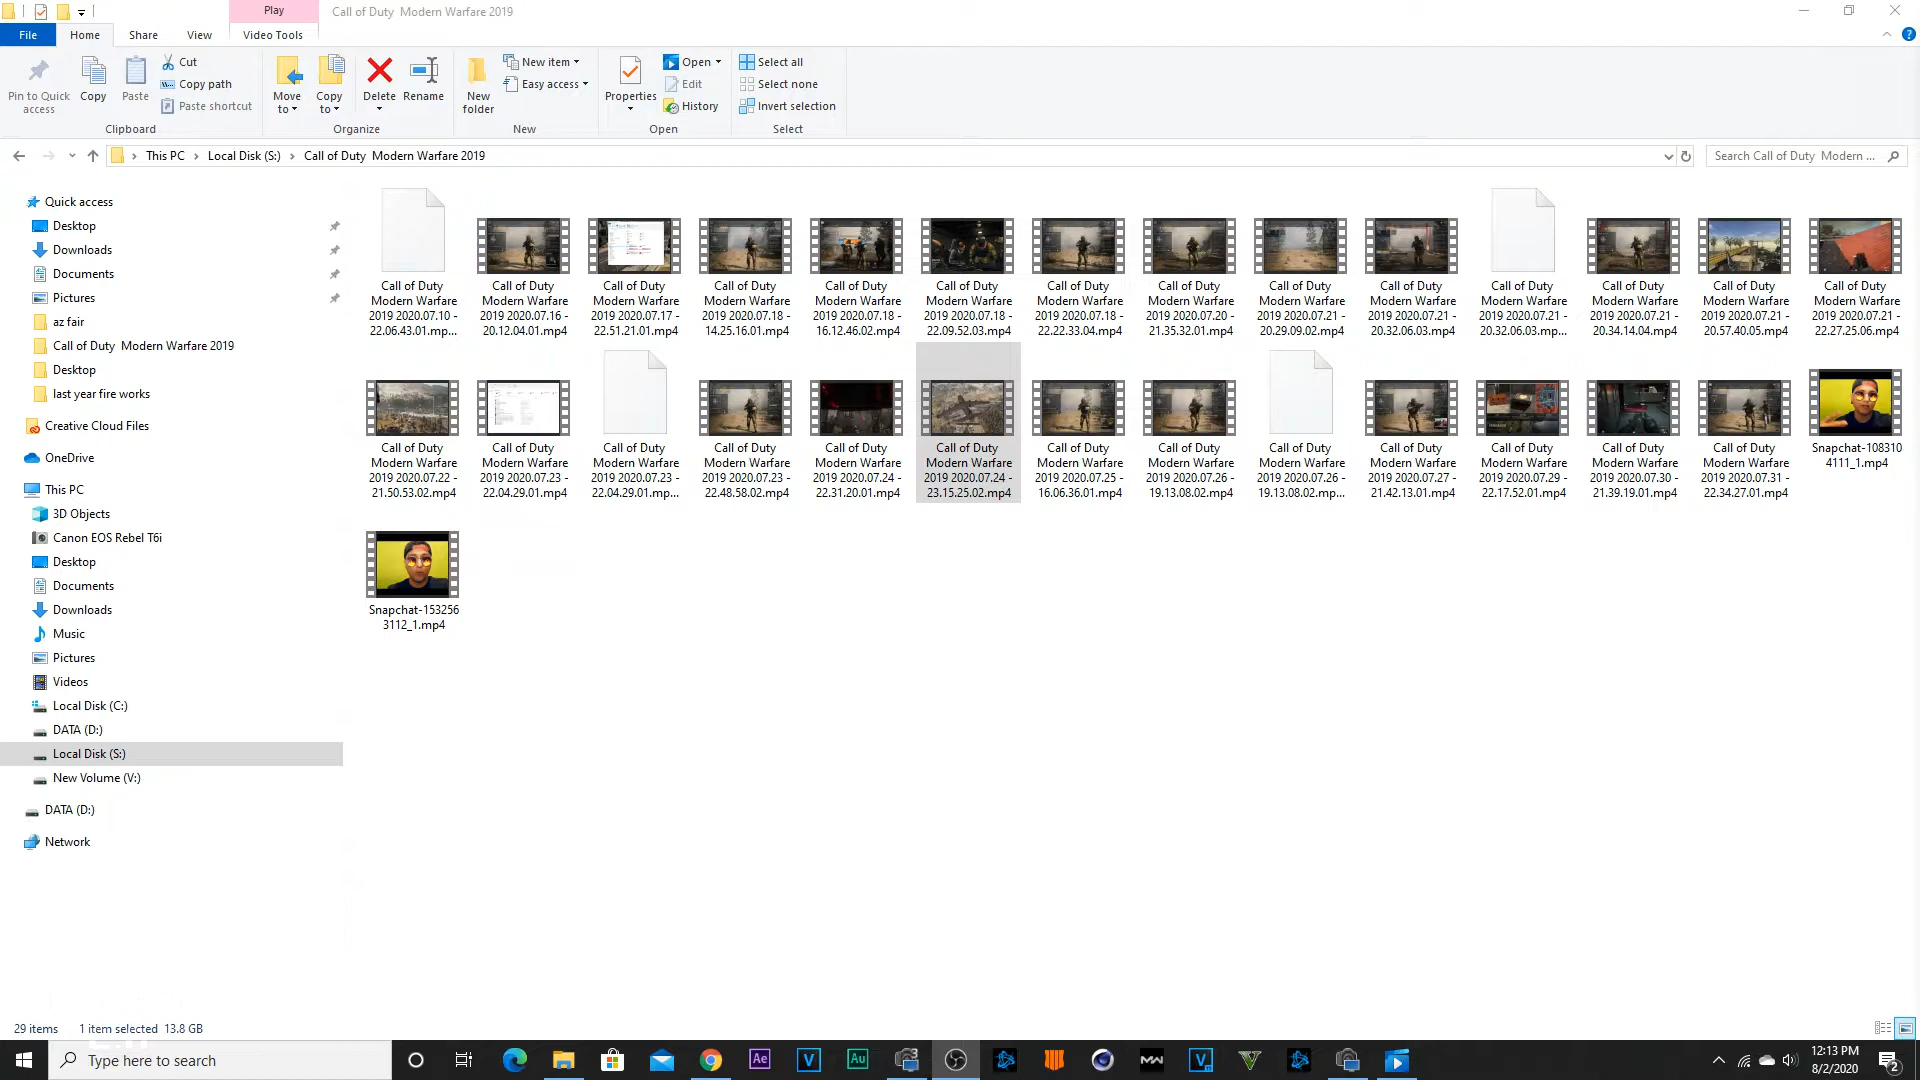 Play
Call of Duty  Modern Warfare 2019
File
Home
Share
View
Video Tools
Pin to Quick
access
Copy
Paste
Cut
Copy path
Paste shortcut
Clipboard
Move
to
Copy
to
Delete
Rename
Organize
New
folder
New item
Easy access
New
Properties
Open
Edit
History
Open
Select all
Select none
Invert selection
Select
This PC
Local Disk (S:)
Call of Duty  Modern Warfare 2019
Search Call of Duty  Modern ...
Quick access
Desktop
Downloads
Documents
Pictures
az fair
Call of Duty  Modern Warfare 2019
Desktop
last year fire works
Creative Cloud Files
OneDrive
This PC
3D Objects
Canon EOS Rebel T6i
Desktop
Documents
Downloads
Music
Pictures
Videos
Local Disk (C:)
DATA (D:)
Local Disk (S:)
New Volume (V:)
DATA (D:)
Network
Call of Duty
Modern Warfare
2019 2020.07.10 -
22.06.43.01.mp...
Call of Duty
Modern Warfare
2019 2020.07.16 -
20.12.04.01.mp4
Call of Duty
Modern Warfare
2019 2020.07.17 -
22.51.21.01.mp4
Call of Duty
Modern Warfare
2019 2020.07.18 -
14.25.16.01.mp4
Call of Duty
Modern Warfare
2019 2020.07.18 -
16.12.46.02.mp4
Call of Duty
Modern Warfare
2019 2020.07.18 -
22.09.52.03.mp4
Call of Duty
Modern Warfare
2019 2020.07.18 -
22.22.33.04.mp4
Call of Duty
Modern Warfare
2019 2020.07.20 -
21.35.32.01.mp4
Call of Duty
Modern Warfare
2019 2020.07.21 -
20.29.09.02.mp4
Call of Duty
Modern Warfare
2019 2020.07.21 -
20.32.06.03.mp4
Call of Duty
Modern Warfare
2019 2020.07.21 -
20.32.06.03.mp...
Call of Duty
Modern Warfare
2019 2020.07.21 -
20.34.14.04.mp4
Call of Duty
Modern Warfare
2019 2020.07.21 -
20.57.40.05.mp4
Call of Duty
Modern Warfare
2019 2020.07.21 -
22.27.25.06.mp4
Call of Duty
Modern Warfare
2019 2020.07.22 -
21.50.53.02.mp4
Call of Duty
Modern Warfare
2019 2020.07.23 -
22.04.29.01.mp4
Call of Duty
Modern Warfare
2019 2020.07.23 -
22.04.29.01.mp...
Call of Duty
Modern Warfare
2019 2020.07.23 -
22.48.58.02.mp4
Call of Duty
Modern Warfare
2019 2020.07.24 -
22.31.20.01.mp4
Call of Duty
Modern Warfare
2019 2020.07.24 -
23.15.25.02.mp4
Call of Duty
Modern Warfare
2019 2020.07.25 -
16.06.36.01.mp4
Call of Duty
Modern Warfare
2019 2020.07.26 -
19.13.08.02.mp4
Call of Duty
Modern Warfare
2019 2020.07.26 -
19.13.08.02.mp...
Call of Duty
Modern Warfare
2019 2020.07.27 -
21.42.13.01.mp4
Call of Duty
Modern Warfare
2019 2020.07.29 -
22.17.52.01.mp4
Call of Duty
Modern Warfare
2019 2020.07.30 -
21.39.19.01.mp4
Call of Duty
Modern Warfare
2019 2020.07.31 -
22.34.27.01.mp4
Snapchat-108310
4111_1.mp4
Snapchat-153256
3112_1.mp4
29 items
1 item selected  13.8 GB
Type here to search
Ae
V
Au
3
MW
V
V
12:13 PM
8/2/2020
2